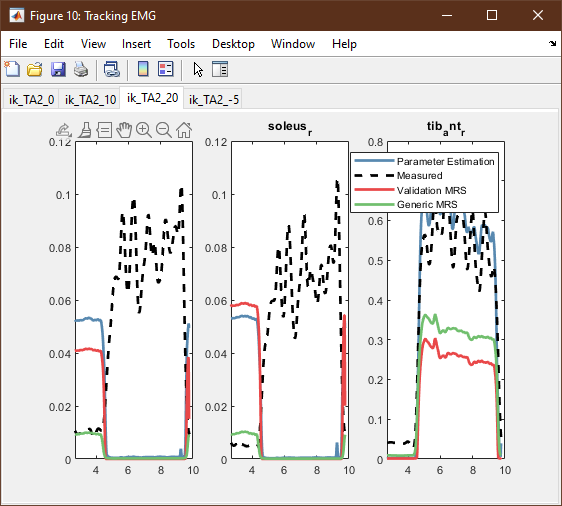 Figure 10: Tracking EMG
File Edit View Insert Tools Desktop Window Help
ik_TA2_0 ik_TA2_10 ik_TA2_20 ik_TA2_-5
soleus_r
tib_ant_r
0.12
0.1
0.08
0.06
0.04
0.02
0
4 6 8 10
0.12
0.1
0.08
0.06
0.04
0.02
0
4 6 8 10
0.8
0.6
0.5
0.4
0.3
0.2
0.1
0
4 6 8 10
Parameter Estimation
Measured
Validation MRS
Generic MRS